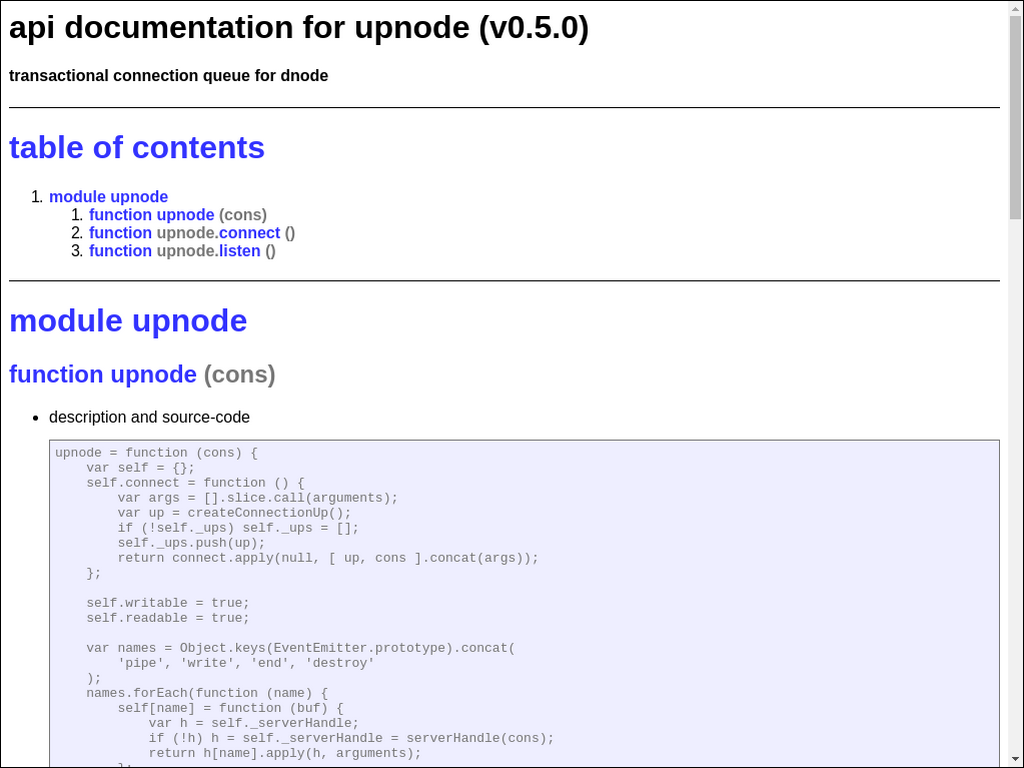 api documentation for upnode (v0.5.0)
transactional connection queue for dnode
table of contents
1. module upnode
1. function upnode (cons)
2. function upnode.connect ()
3. function upnode.listen ()
module upnode
function upnode (cons)
• description and source-code
upnode = function (cons) {
    var self = {};
    self.connect = function () {
        var args = [].slice.call(arguments);
        var up = createConnectionUp();
        if (!self._ups) self._ups = [];
        self._ups.push(up);
        return connect.apply(null, [ up, cons ].concat(args));
    };
    self.writable = true;
    self.readable = true;
    var names = Object.keys(EventEmitter.prototype).concat(
        'pipe', 'write', 'end', 'destroy'
    );
    names.forEach(function (name) {
        self[name] = function (buf) {
            var h = self._serverHandle;
            if (!h) h = self._serverHandle = serverHandle(cons);
            return h[name].apply(h, arguments);